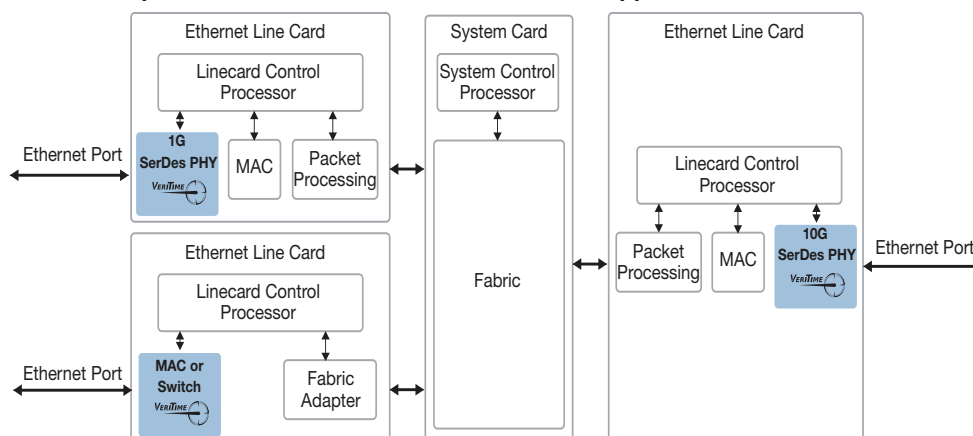 Ethernet Line Card
Linecard Control
Processor
1G
SerDes PHY
VERITIME
MAC
Packet
Processing
Ethernet Port
Ethernet Line Card
Linecard Control
Processor
MAC or
Switch
VERITIME
Fabric
Adapter
Ethernet Port
System Card
System Control
Processor
Fabric
Ethernet Line Card
Linecard Control
Processor
Packet
Processing
MAC
10G
SerDes PHY
VERITIME
Ethernet Port